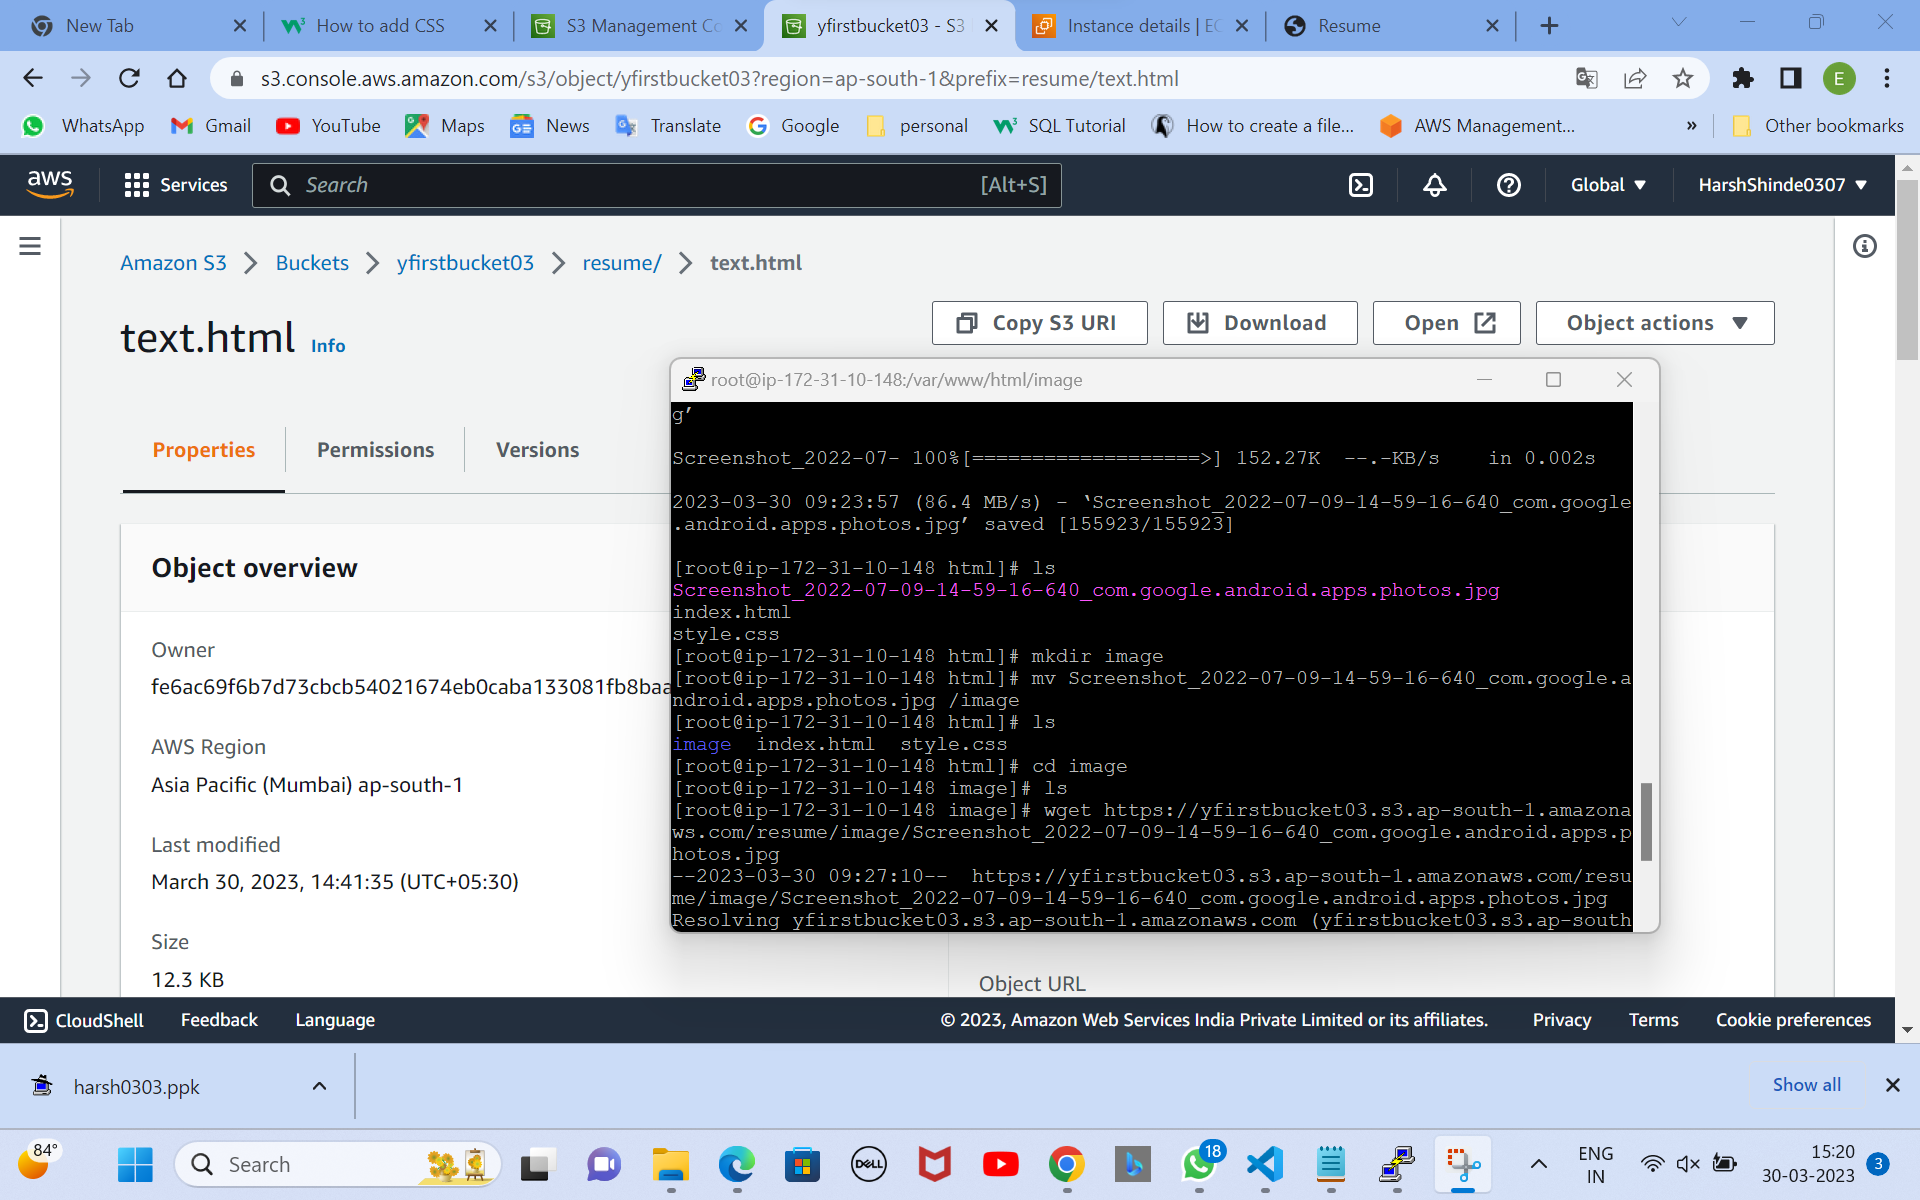 New Tab
How to add CSS
S3 Management Co
yfirstbucket03 - S3
Instance details | EC
Resume
s3.console.aws.amazon.com/s3/object/yfirstbucket03?region=ap-south-1&prefix=resume/text.html
E
WhatsApp
Gmail
YouTube
Maps
News
Translate
Google
personal
SQL Tutorial
How to create a file...
AWS Management...
»
Other bookmarks
aws
Services
Search
[Alt+S]
Global
HarshShinde0307
Amazon S3
Buckets
yfirstbucket03
resume/
text.html
text.html Info
Copy S3 URI
Download
Open
Object actions
Properties
Permissions
Versions
Object overview
Owner
fe6ac69f6b7d73cbcb54021674eb0caba133081fb8baa
AWS Region
Asia Pacific (Mumbai) ap-south-1
Last modified
March 30, 2023, 14:41:35 (UTC+05:30)
Size
12.3 KB
Object URL
root@ip-172-31-10-148:/var/www/html/image
g’
Screenshot_2022-07- 100%[===================>] 152.27K  --.-KB/s    in 0.002s
2023-03-30 09:23:57 (86.4 MB/s) - ‘Screenshot_2022-07-09-14-59-16-640_com.google
.android.apps.photos.jpg’ saved [155923/155923]
[root@ip-172-31-10-148 html]# ls
Screenshot_2022-07-09-14-59-16-640_com.google.android.apps.photos.jpg
index.html
style.css
[root@ip-172-31-10-148 html]# mkdir image
[root@ip-172-31-10-148 html]# mv Screenshot_2022-07-09-14-59-16-640_com.google.a
ndroid.apps.photos.jpg /image
[root@ip-172-31-10-148 html]# ls
image  index.html  style.css
[root@ip-172-31-10-148 html]# cd image
[root@ip-172-31-10-148 image]# ls
[root@ip-172-31-10-148 image]# wget https://yfirstbucket03.s3.ap-south-1.amazona
ws.com/resume/image/Screenshot_2022-07-09-14-59-16-640_com.google.android.apps.p
hotos.jpg
--2023-03-30 09:27:10--  https://yfirstbucket03.s3.ap-south-1.amazonaws.com/resu
me/image/Screenshot_2022-07-09-14-59-16-640_com.google.android.apps.photos.jpg
Resolving yfirstbucket03.s3.ap-south-1.amazonaws.com (yfirstbucket03.s3.ap-south
CloudShell
Feedback
Language
© 2023, Amazon Web Services India Private Limited or its affiliates.
Privacy
Terms
Cookie preferences
harsh0303.ppk
Show all
84°
Search
DELL
18
ENG
IN
15:20
30-03-2023
3